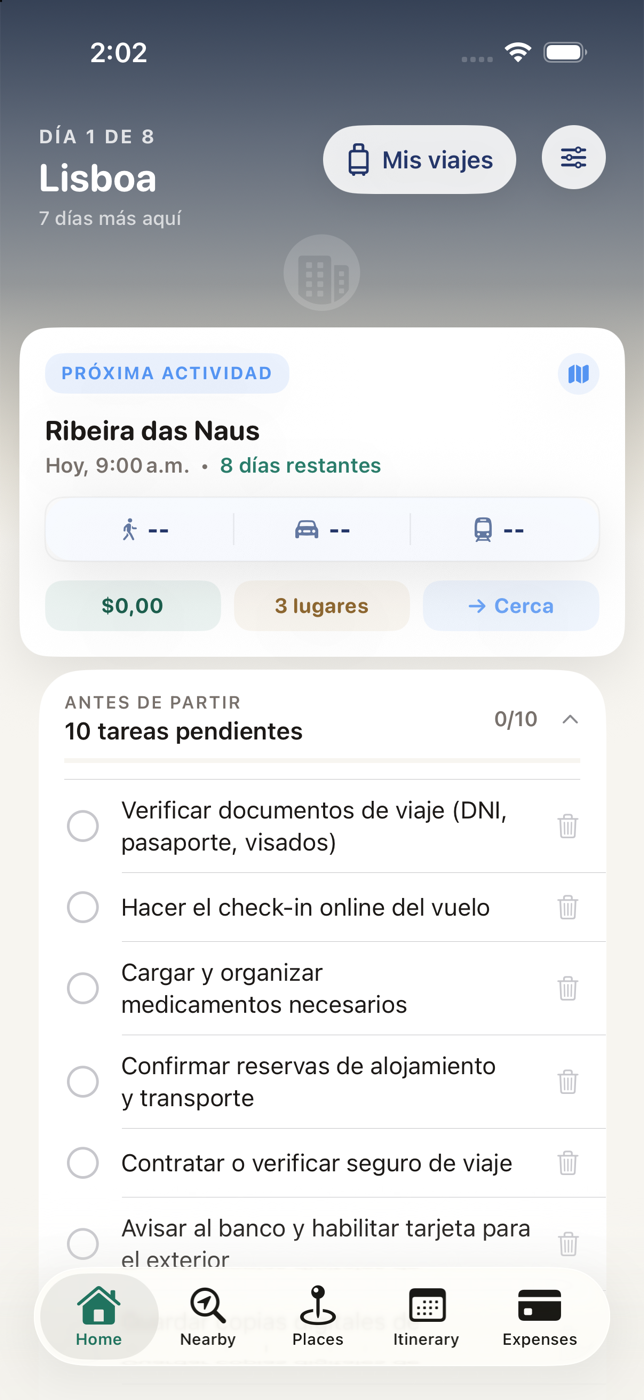 2:02
DÍA 1 DE 8
Lisboa
7 días más aquí
Mis viajes
PRÓXIMA ACTIVIDAD
Ribeira das Naus
Hoy, 9:00 a.m. • 8 días restantes
-- -- --
$0,00
3 lugares
→ Cerca
ANTES DE PARTIR
10 tareas pendientes
0/10
Verificar documentos de viaje (DNI,
pasaporte, visados)
Hacer el check-in online del vuelo
Cargar y organizar
medicamentos necesarios
Confirmar reservas de alojamiento
y transporte
Contratar o verificar seguro de viaje
Avisar al banco y habilitar tarjeta para
el exterior
Home
Nearby
Places
Itinerary
Expenses